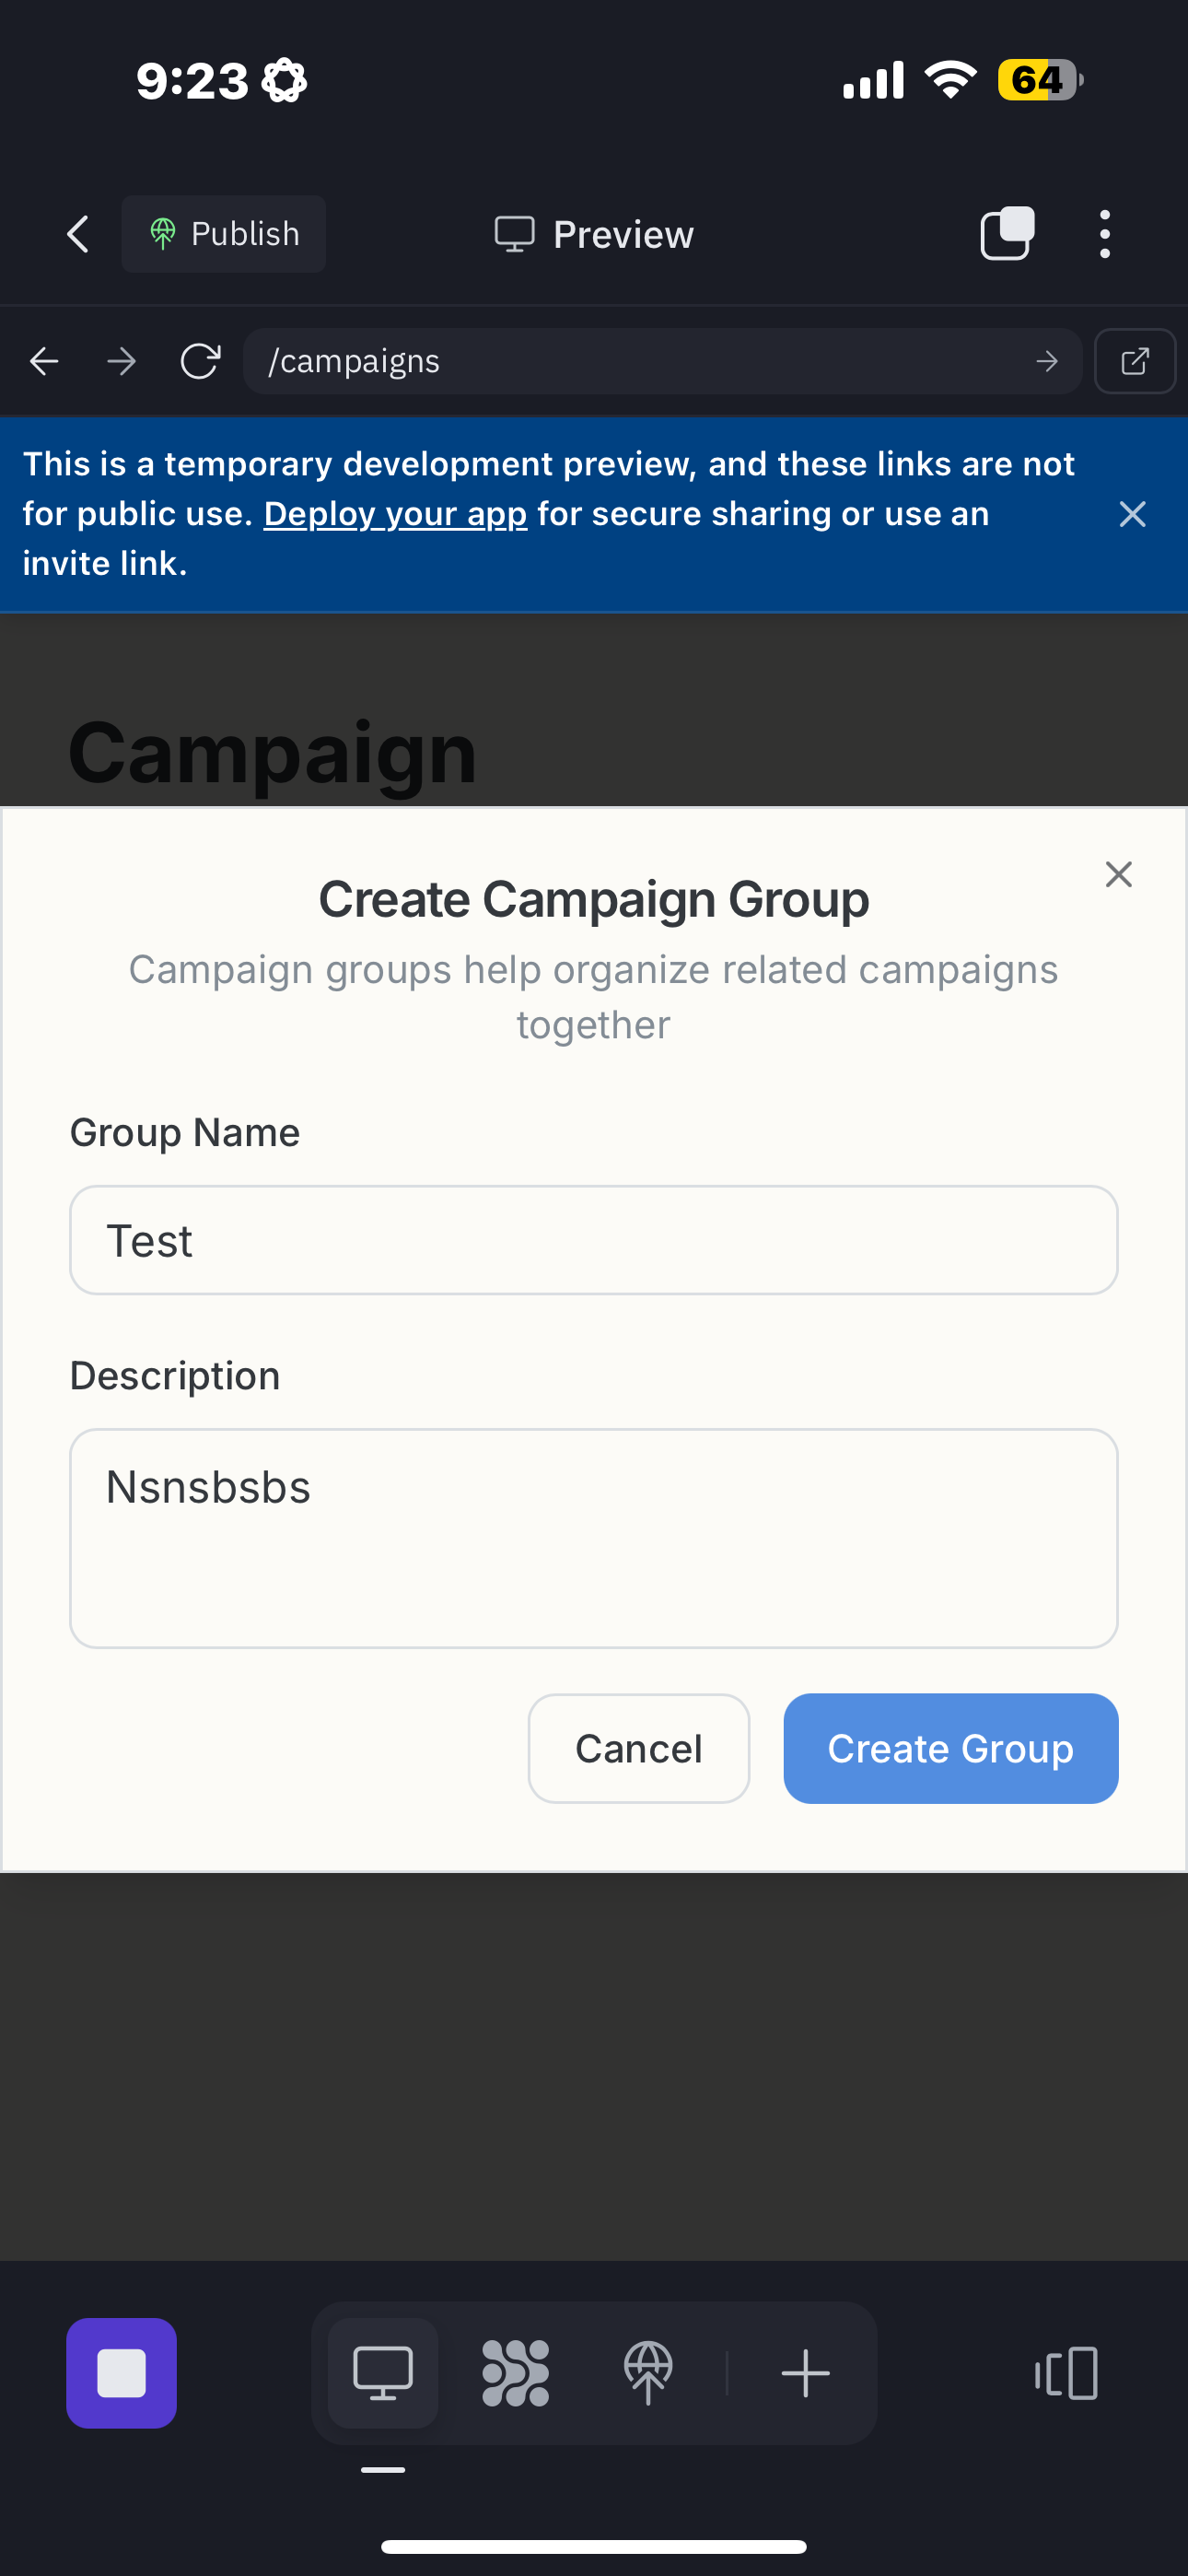 9:23
64
Publish
Preview
/campaigns
This is a temporary development preview, and these links are not
for public use. Deploy your app for secure sharing or use an
invite link.
Campaign
Create Campaign Group
Campaign groups help organize related campaigns
together
Group Name
Test
Description
Nsnsbsbs
Cancel
Create Group